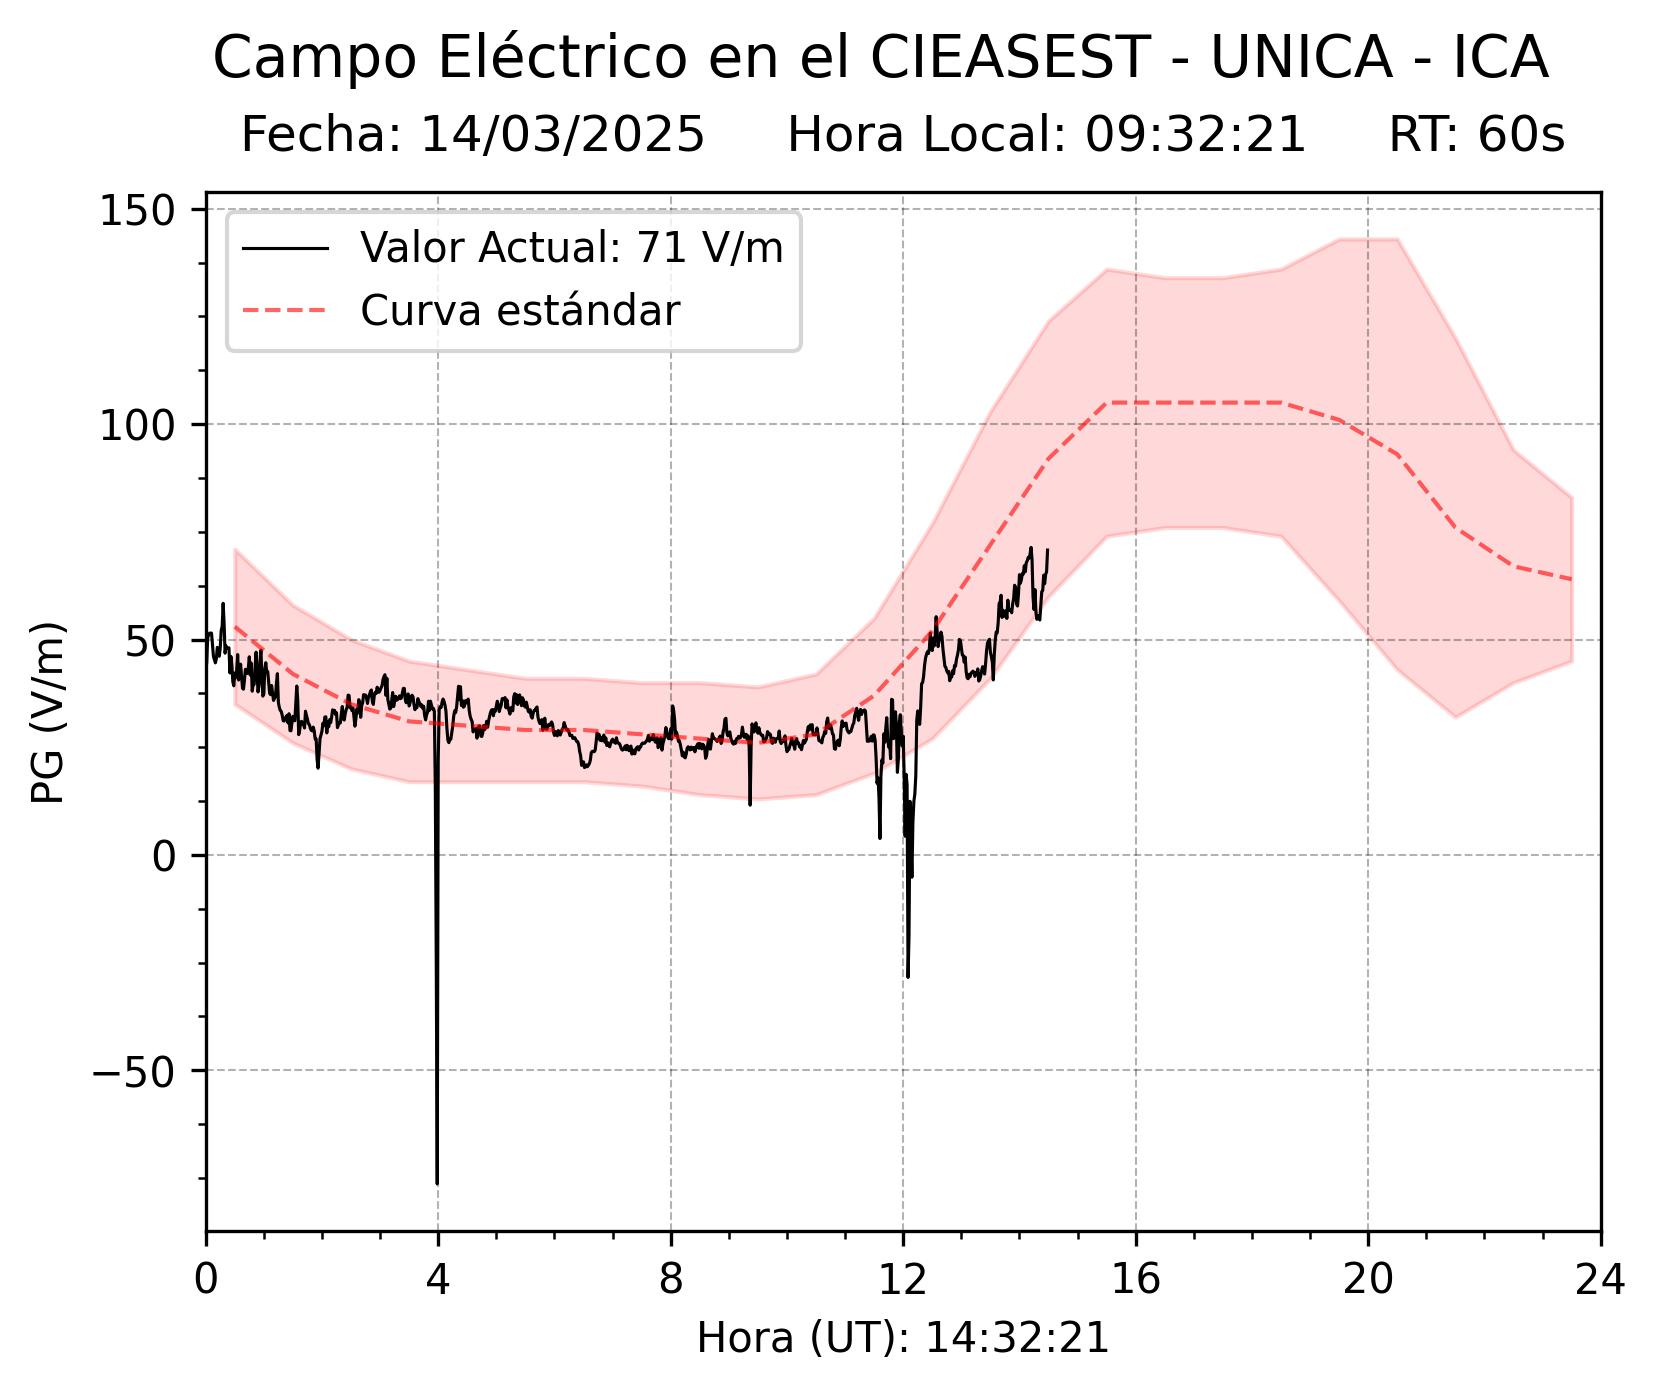 Campo Eléctrico en el CIEASEST - UNICA - ICA
Fecha: 14/03/2025 Hora Local: 09:32:21 RT: 60s
Valor Actual: 71 V/m
Curva estándar
PG (V/m)
150
100
50
0
−50
0 4 8 12 16 20 24
Hora (UT): 14:32:21